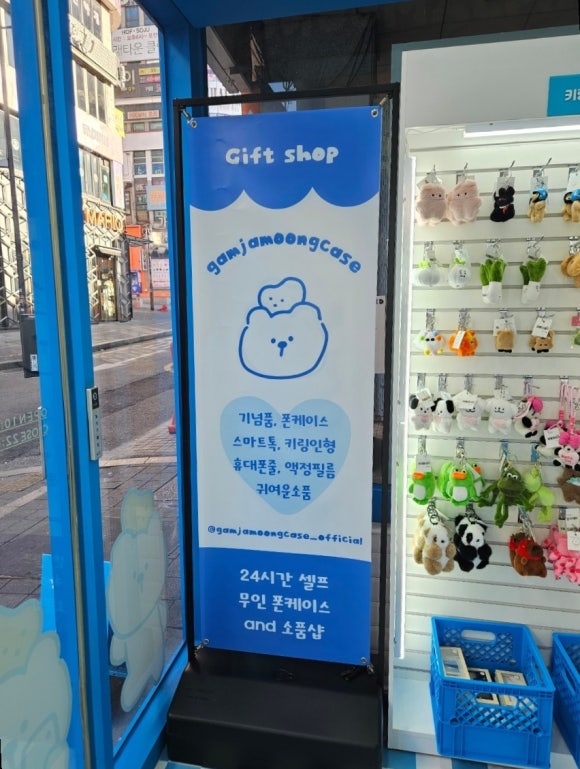 Gift shop
gamjamoongcase
기념품, 폰케이스
스마트톡, 키링인형
휴대폰줄, 액정필름
귀여운소품
@gamjamoongcase_official
24시간 셀프
무인 폰케이스
and 소품샵
키
MAHLO